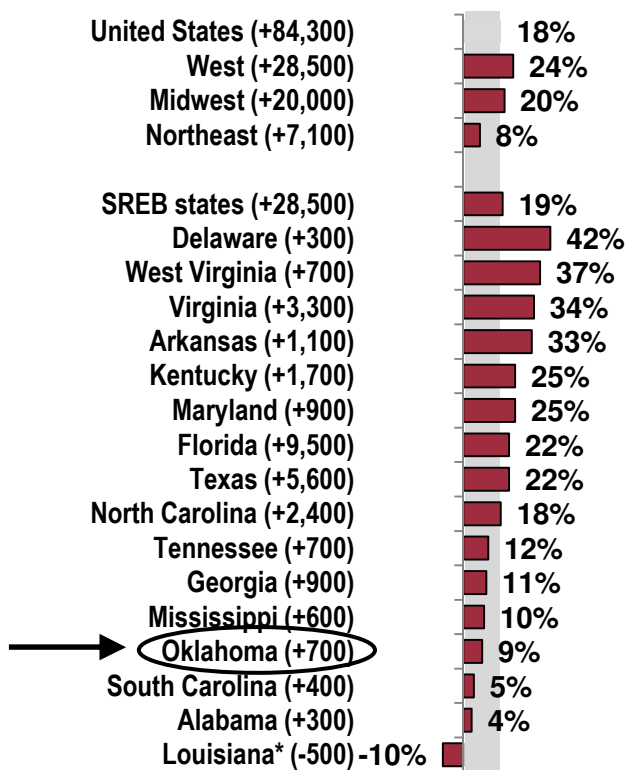 United States (+84,300) 18%
West (+28,500) 24%
Midwest (+20,000) 20%
Northeast (+7,100) 8%
SREB states (+28,500) 19%
Delaware (+300) 42%
West Virginia (+700) 37%
Virginia (+3,300) 34%
Arkansas (+1,100) 33%
Kentucky (+1,700) 25%
Maryland (+900) 25%
Florida (+9,500) 22%
Texas (+5,600) 22%
North Carolina (+2,400) 18%
Tennessee (+700) 12%
Georgia (+900) 11%
Mississippi (+600) 10%
Oklahoma (+700) 9%
South Carolina (+400) 5%
Alabama (+300) 4%
Louisiana* (-500) -10%